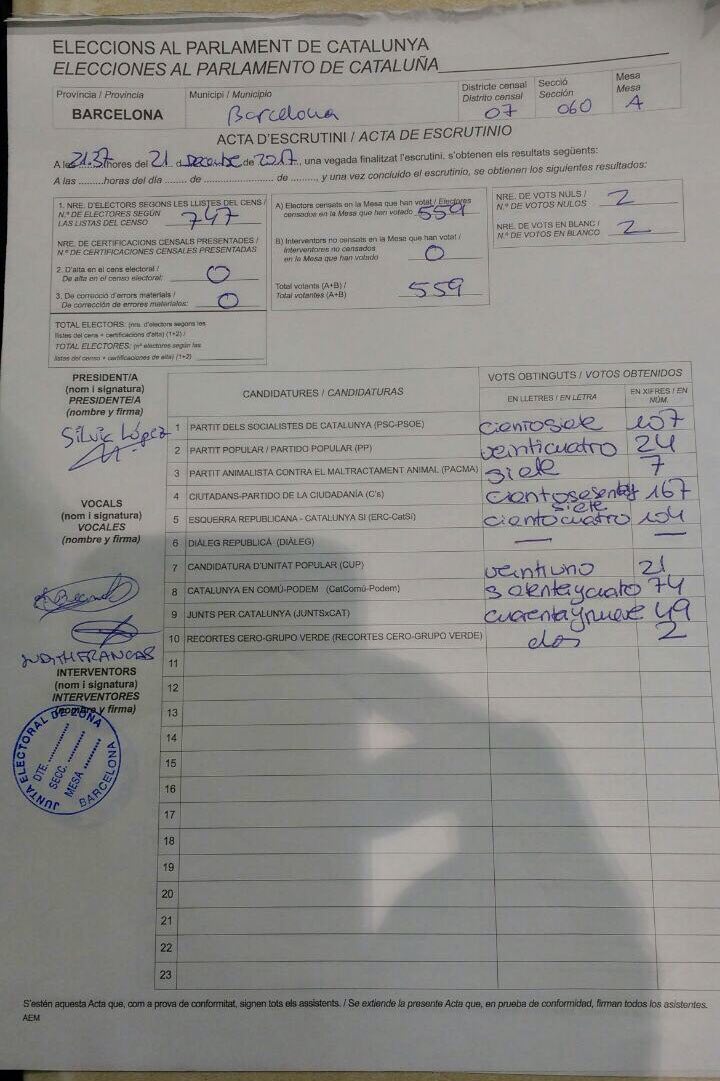 ELECCIONS AL PARLAMENT DE CATALUNYA
ELECCIONES AL PARLAMENTO DE CATALUÑA
Província / Provincia
BARCELONA
Municipi / Municipio
Barcelona
Districte censal
Distrito censal
07
Secció
Sección
060
Mesa
Mesa
A
ACTA D'ESCRUTINI / ACTA DE ESCRUTINIO
A les 21.37 hores del 21 d de 2017, una vegada finalitzat l'escrutini, s'obtenen els resultats següents:
A las .........horas del día ........ de ........................ de ........., y una vez concluido el escrutinio, se obtienen los siguientes resultados:
1. NRE. D'ELECTORS SEGONS LES LLISTES DEL CENS /
N.º DE ELECTORES SEGÚN
LAS LISTAS DEL CENSO 747
NRE. DE CERTIFICACIONS CENSALS PRESENTADES /
N.º DE CERTIFICACIONES CENSALES PRESENTADAS
2. D'alta en el cens electoral /
De alta en el censo electoral: 0
3. De correcció d'errors materials /
De corrección de errores materiales: 0
TOTAL ELECTORS: (nre. d'electors segons les
llistes del cens + certificacions d'alta) (1+2) /
TOTAL ELECTORES: (nº electores según las
listas del censo + certificaciones de alta) (1+2)
A) Electors censats en la Mesa que han votat / Electores
censados en la Mesa que han votado 559
B) Interventors no censats en la Mesa que han votat /
Interventores no censados
en la Mesa que han votado 0
Total votants (A+B) /
Total votantes (A+B) 559
NRE. DE VOTS NULS /
N.º DE VOTOS NULOS 2
NRE. DE VOTS EN BLANC /
N.º DE VOTOS EN BLANCO 2
PRESIDENT/A
(nom i signatura)
PRESIDENTE/A
(nombre y firma)
Silvia López
VOCALS
(nom i signatura)
VOCALES
(nombre y firma)
JUDITH FRANCAS
INTERVENTORS
(nom i signatura)
INTERVENTORES
(nombre y firma)
JUNTA ELECTORAL DE ZONA
BARCELONA
DTE. ........
SECC. ........
MESA ........
CANDIDATURES / CANDIDATURAS
VOTS OBTINGUTS / VOTOS OBTENIDOS
EN LLETRES / EN LETRA
EN XIFRES / EN NÚM.
1 PARTIT DELS SOCIALISTES DE CATALUNYA (PSC-PSOE) cientosiete 107
2 PARTIT POPULAR / PARTIDO POPULAR (PP) veinticuatro 24
3 PARTIT ANIMALISTA CONTRA EL MALTRACTAMENT ANIMAL (PACMA) siete 7
4 CIUTADANS-PARTIDO DE LA CIUDADANÍA (C's) siete 167
5 ESQUERRA REPUBLICANA - CATALUNYA SÍ (ERC-CatSí) cientocuatro 104
6 DIÀLEG REPUBLICÀ (DIÀLEG) — —
7 CANDIDATURA D'UNITAT POPULAR (CUP) veintiuno 21
8 CATALUNYA EN COMÚ-PODEM (CatComú-Podem) 74
9 JUNTS PER CATALUNYA (JUNTSxCAT) cuarentaynueve 49
10 RECORTES CERO-GRUPO VERDE (RECORTES CERO-GRUPO VERDE) dos 2
11
12
13
14
15
16
17
18
19
20
21
22
23
S'estén aquesta Acta que, com a prova de conformitat, signen tots els assistents. / Se extiende la presente Acta que, en prueba de conformidad, firman todos los asistentes.
AEM